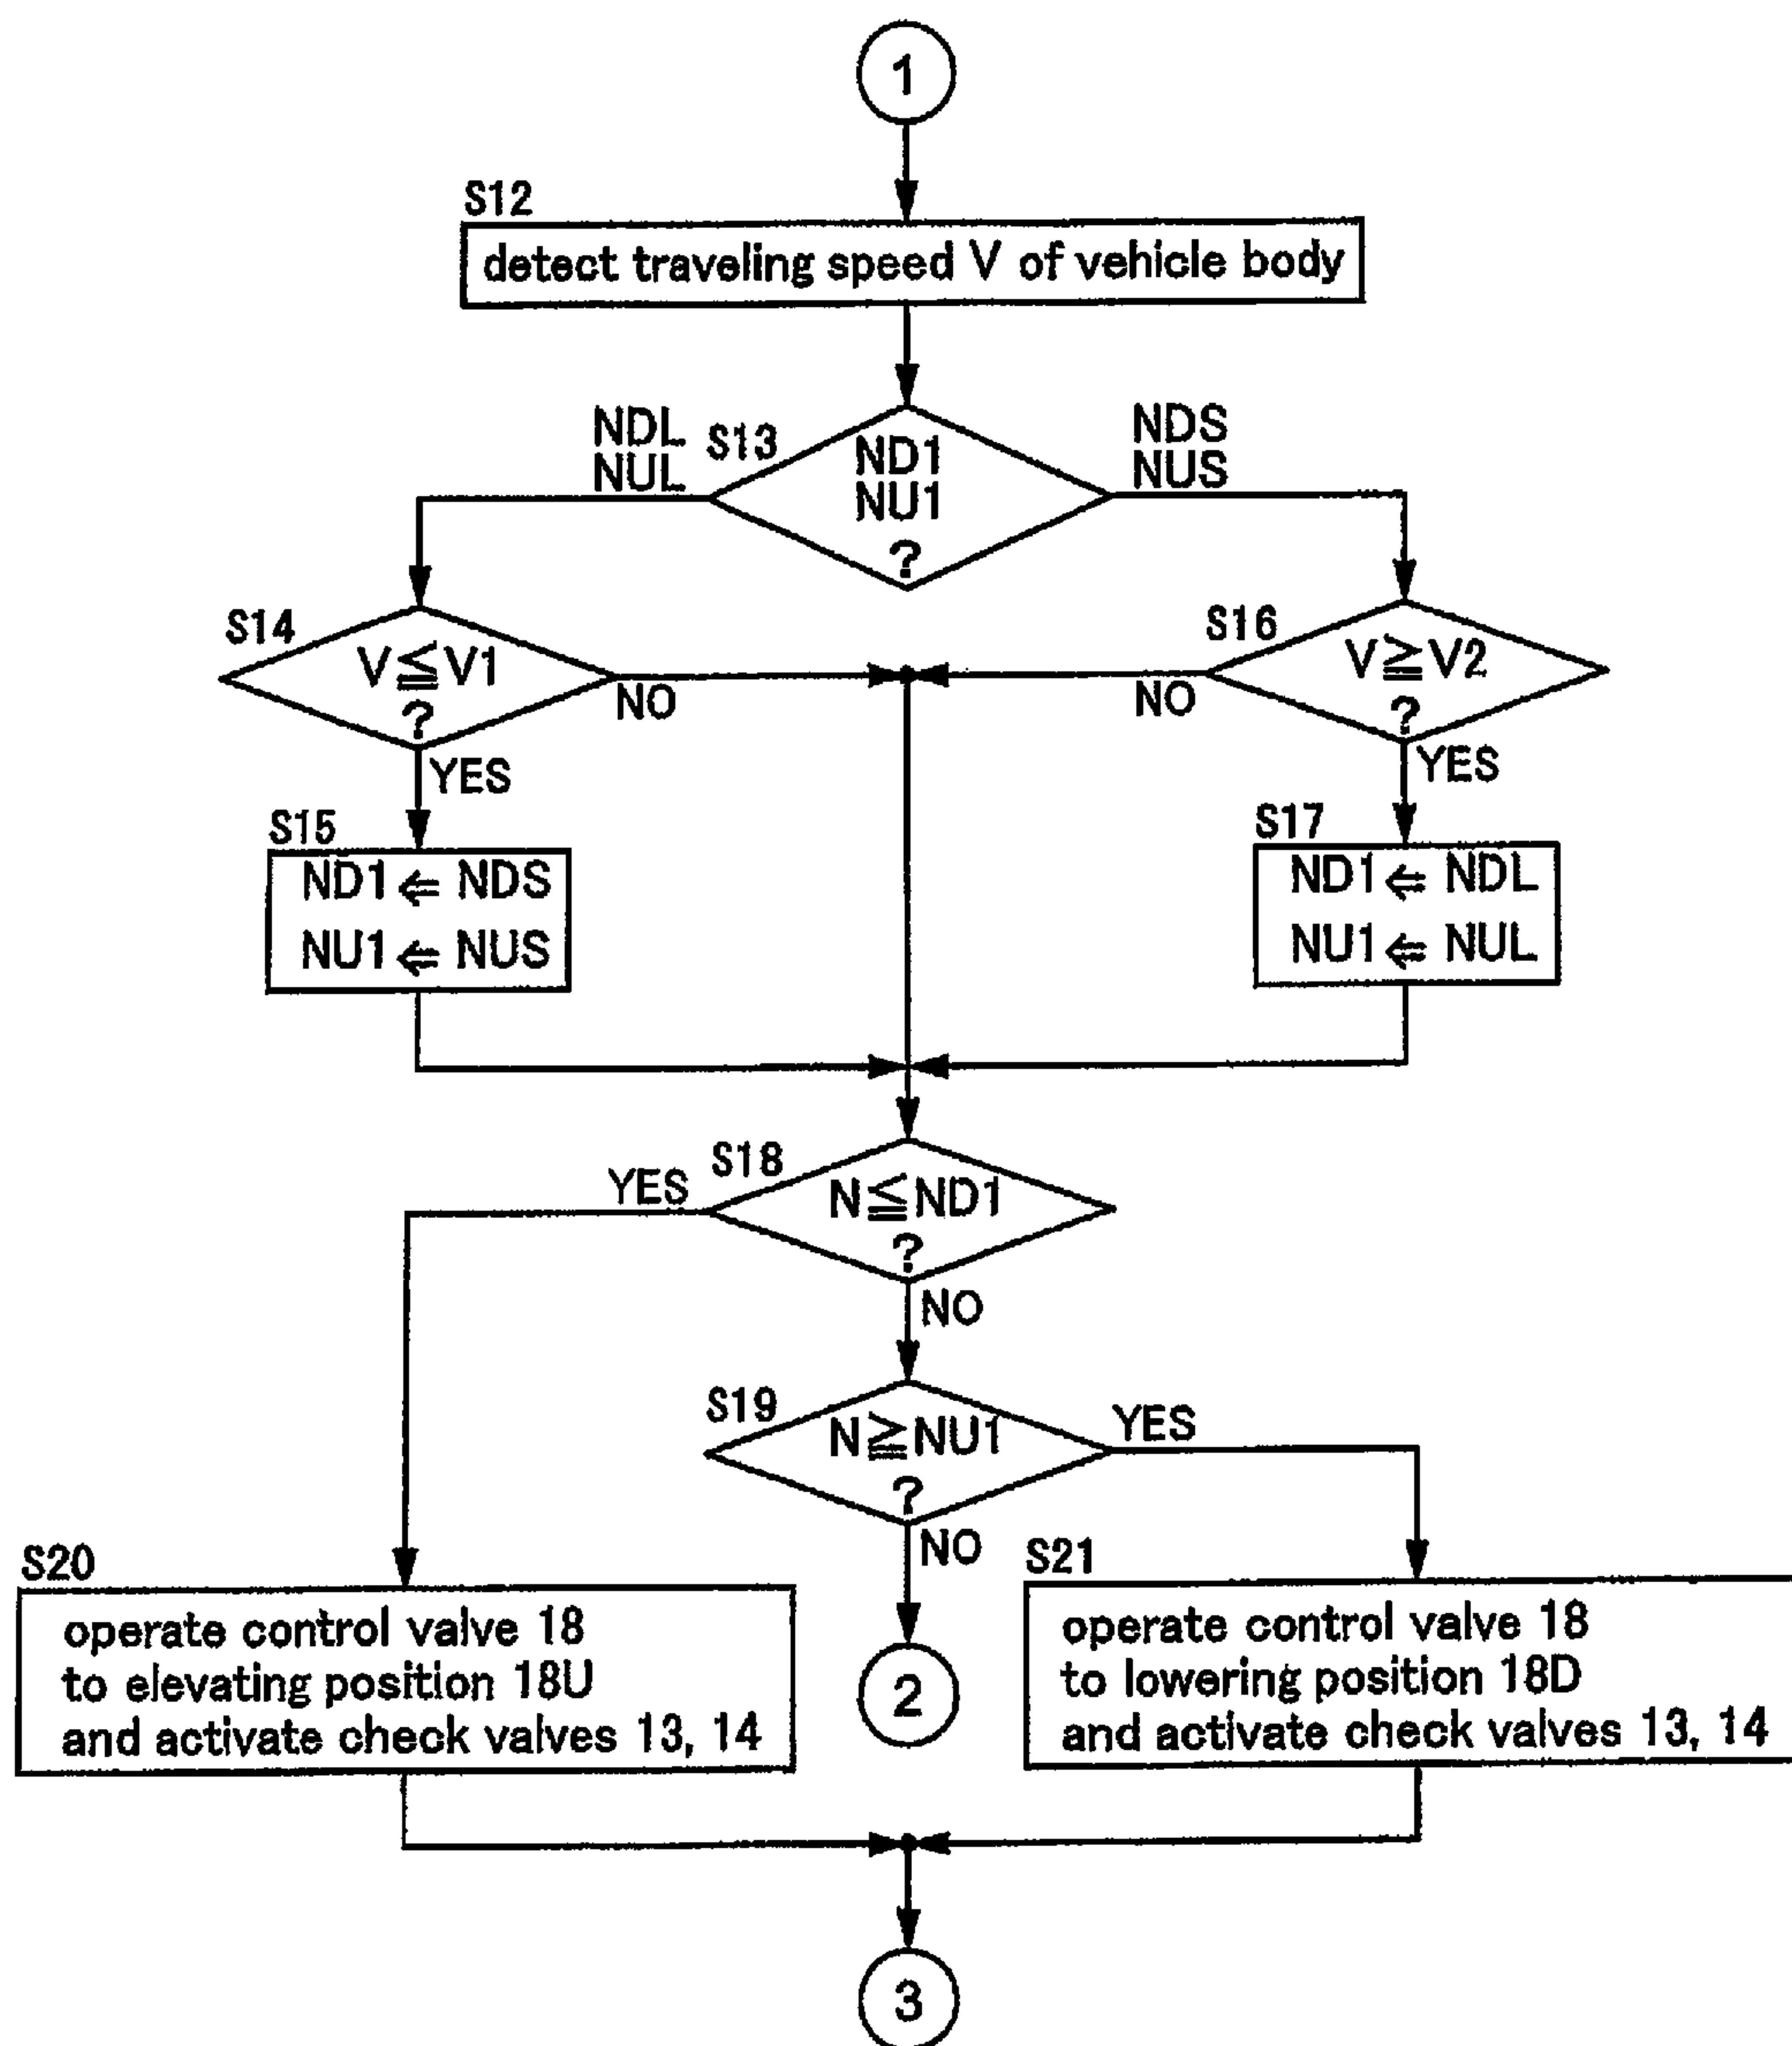 1
S12
detect traveling speed V of vehicle body
NDL
NUL
S13
ND1
NU1
?
NDS
NUS
S14
V≦V1
?
NO
YES
S16
V≧V2
?
NO
YES
S15
ND1⇐ NDS
NU1⇐ NUS
S17
ND1⇐ NDL
NU1⇐ NUL
S18
N≦ND1
?
YES
NO
S19
N≧NU1
?
YES
NO
S20
operate control valve 18
to elevating position 18U
and activate check valves 13, 14
2
S21
operate control valve 18
to lowering position 18D
and activate check valves 13, 14
3